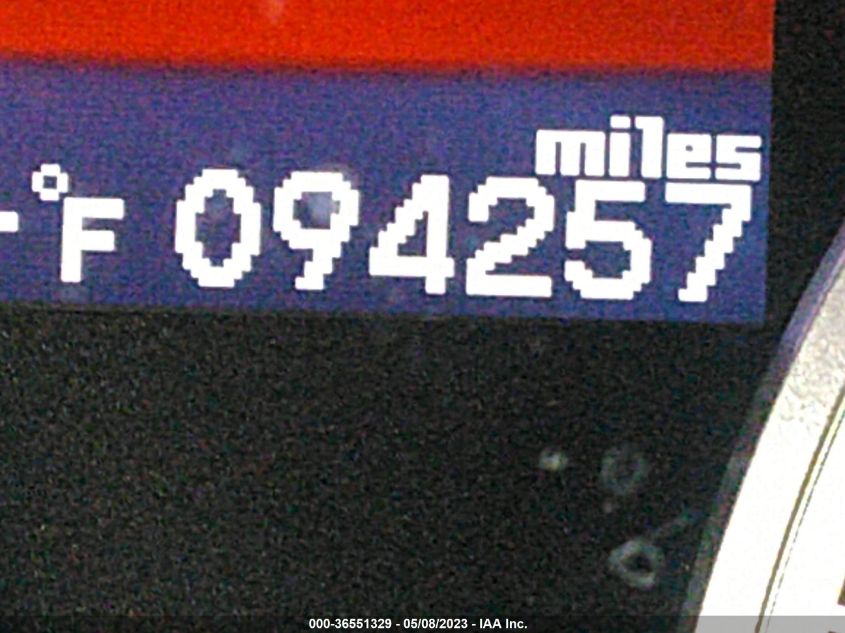 miles
°F 094257
000-36551329 - 05/08/2023 - IAA Inc.